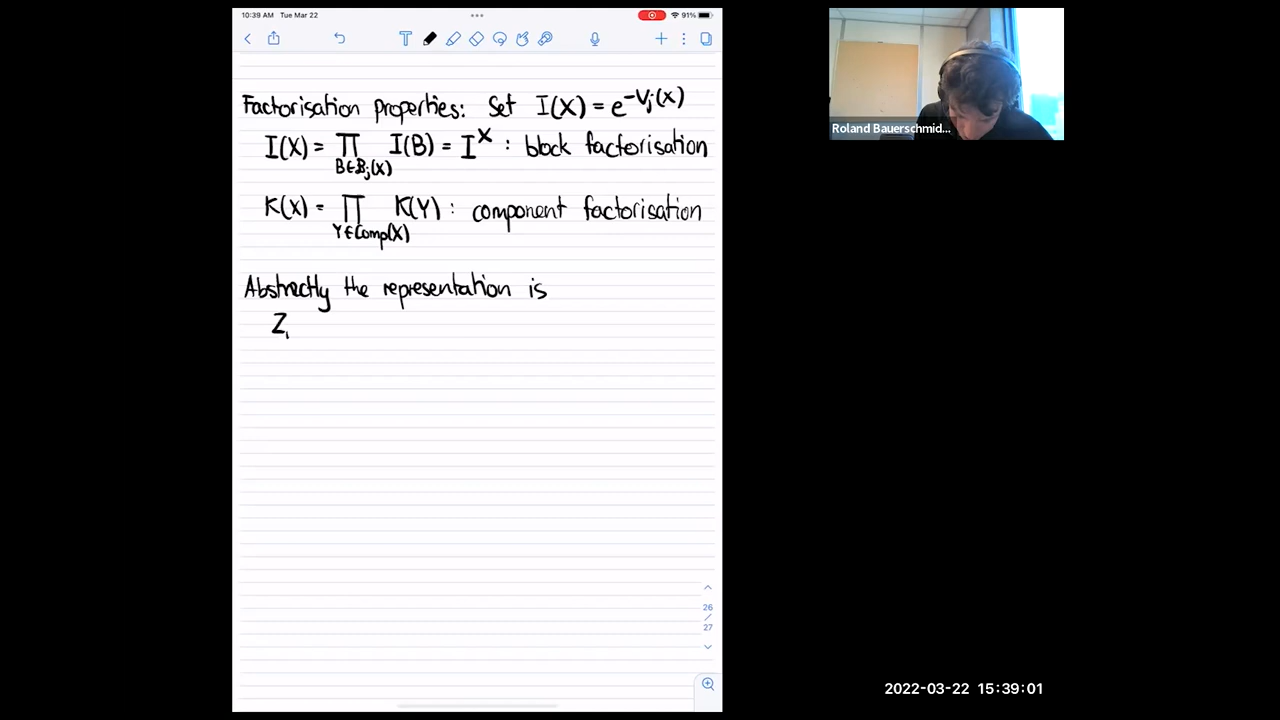 10:39 AM Tue Mar 22
91%
Factorisation properties: Set I(X) = e^{-V_j(X)}
I(X) = ∏_{B∈B_j(X)} I(B) = I^X : block factorisation
K(X) = ∏_{Y∈Comp(X)} K(Y) : component factorisation
Abstractly the representation is
Z
26
/
27
Roland Bauerschmid...
2022-03-22 15:39:01